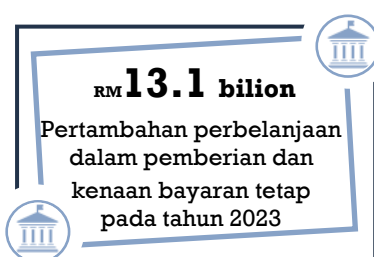 RM13.1 bilion
Pertambahan perbelanjaan
dalam pemberian dan
kenaan bayaran tetap
pada tahun 2023